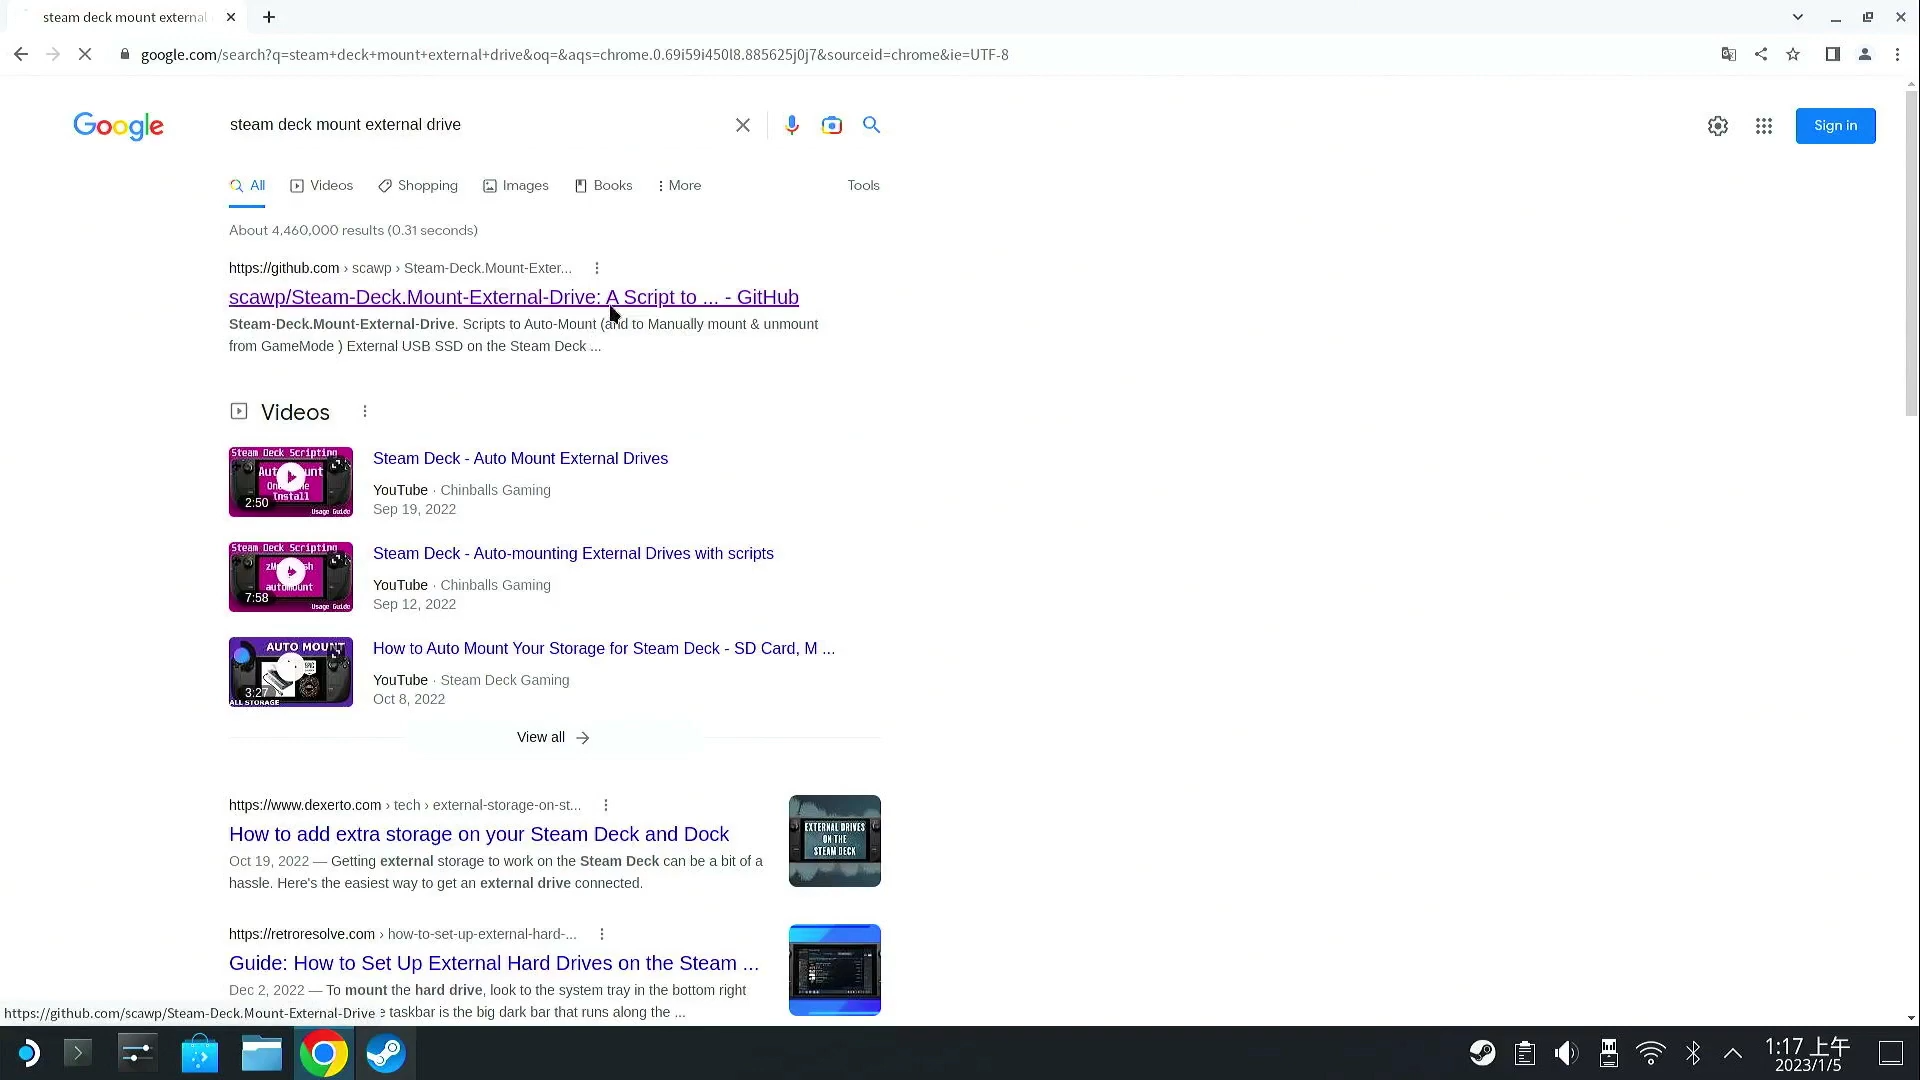 steam deck mount external
google.com/search?q=steam+deck+mount+external+drive&oq=&aqs=chrome.0.69i59i450l8.885625j0j7&sourceid=chrome&ie=UTF-8
Google
steam deck mount external drive
Sign in
All
Videos
Shopping
Images
Books
More
Tools
About 4,460,000 results (0.31 seconds)
https://github.com › scawp › Steam-Deck.Mount-Exter...
scawp/Steam-Deck.Mount-External-Drive: A Script to ... - GitHub
Steam-Deck.Mount-External-Drive. Scripts to Auto-Mount (and to Manually mount & unmount
from GameMode ) External USB SSD on the Steam Deck ...
Videos
Steam Deck Scripting
2:50
Install
Usage Guide
Steam Deck - Auto Mount External Drives
YouTube · Chinballs Gaming
Sep 19, 2022
Steam Deck Scripting
automount
7:58
Usage Guide
Steam Deck - Auto-mounting External Drives with scripts
YouTube · Chinballs Gaming
Sep 12, 2022
AUTO MOUNT
3:27
ALL STORAGE
How to Auto Mount Your Storage for Steam Deck - SD Card, M ...
YouTube · Steam Deck Gaming
Oct 8, 2022
View all
https://www.dexerto.com › tech › external-storage-on-st...
How to add extra storage on your Steam Deck and Dock
Oct 19, 2022 — Getting external storage to work on the Steam Deck can be a bit of a
hassle. Here's the easiest way to get an external drive connected.
EXTERNAL DRIVES
ON THE
STEAM DECK
https://retroresolve.com › how-to-set-up-external-hard-...
Guide: How to Set Up External Hard Drives on the Steam ...
Dec 2, 2022 — To mount the hard drive, look to the system tray in the bottom right
taskbar is the big dark bar that runs along the ...
https://github.com/scawp/Steam-Deck.Mount-External-Drive
1:17 上午
2023/1/5